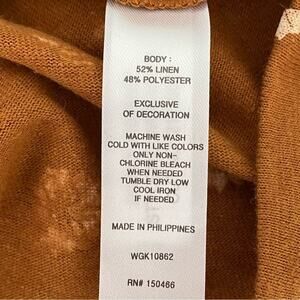 BODY:
52% LINEN
48% POLYESTER
EXCLUSIVE
OF DECORATION
MACHINE WASH
COLD WITH LIKE COLORS
ONLY NON-
CHLORINE BLEACH
WHEN NEEDED
TUMBLE DRY LOW
COOL IRON
IF NEEDED
MADE IN PHILIPPINES
WGK10862
RN# 150466